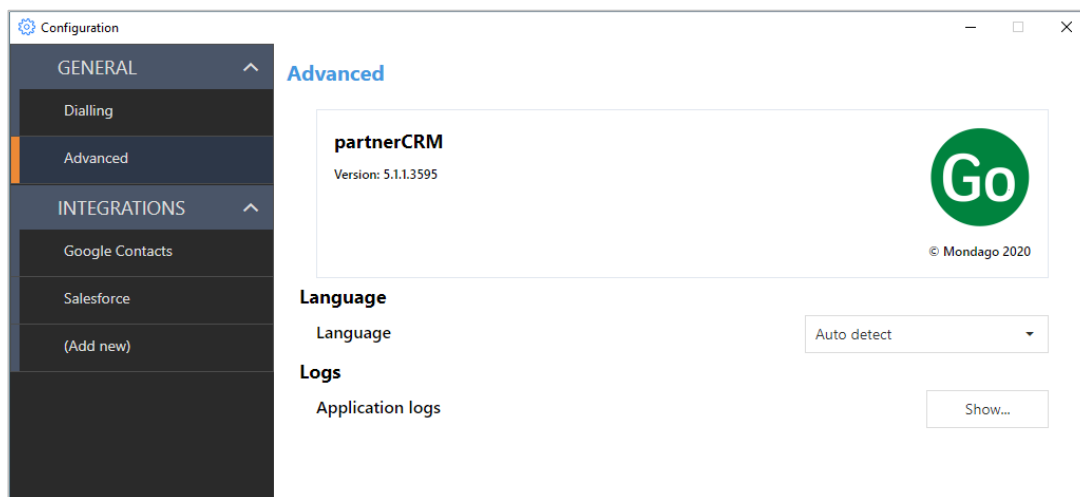 Configuration
GENERAL
Dialling
Advanced
INTEGRATIONS
Google Contacts
Salesforce
(Add new)
Advanced
partnerCRM
Version: 5.1.1.3595
Go
© Mondago 2020
Language
Language
Auto detect
Logs
Application logs
Show...